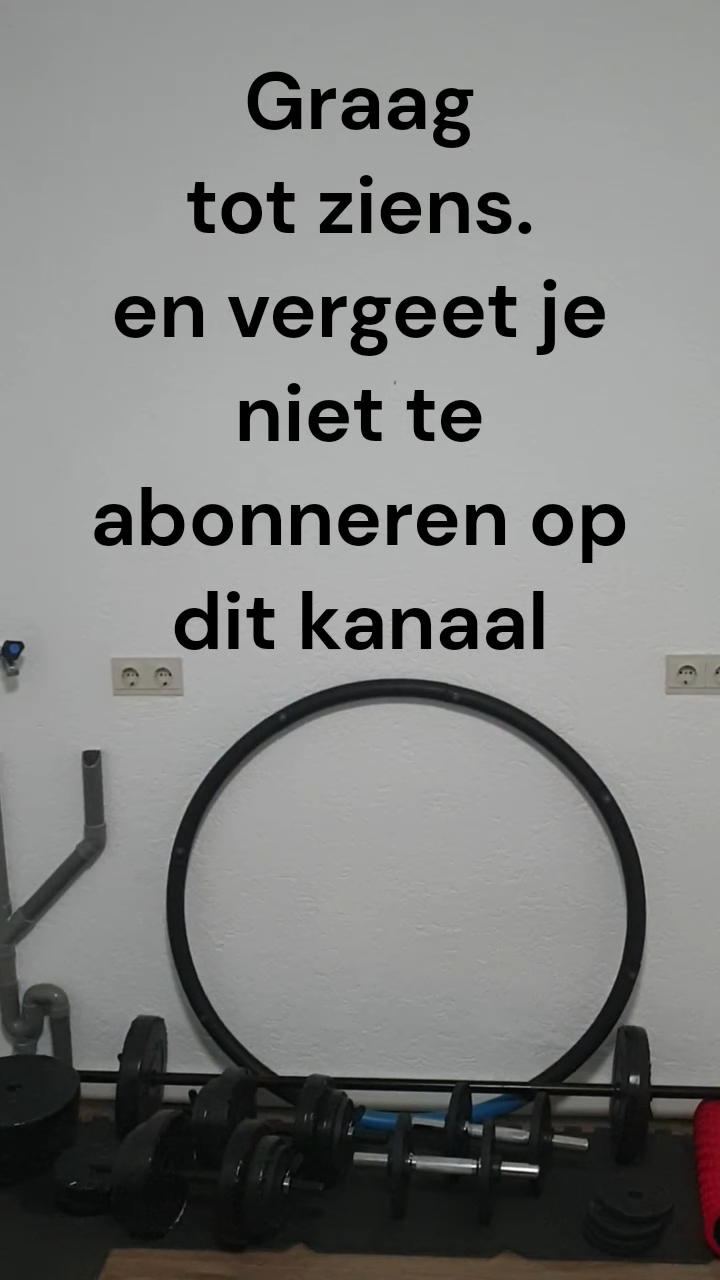 Graag
tot ziens.
en vergeet je
niet te
abonneren op
dit kanaal